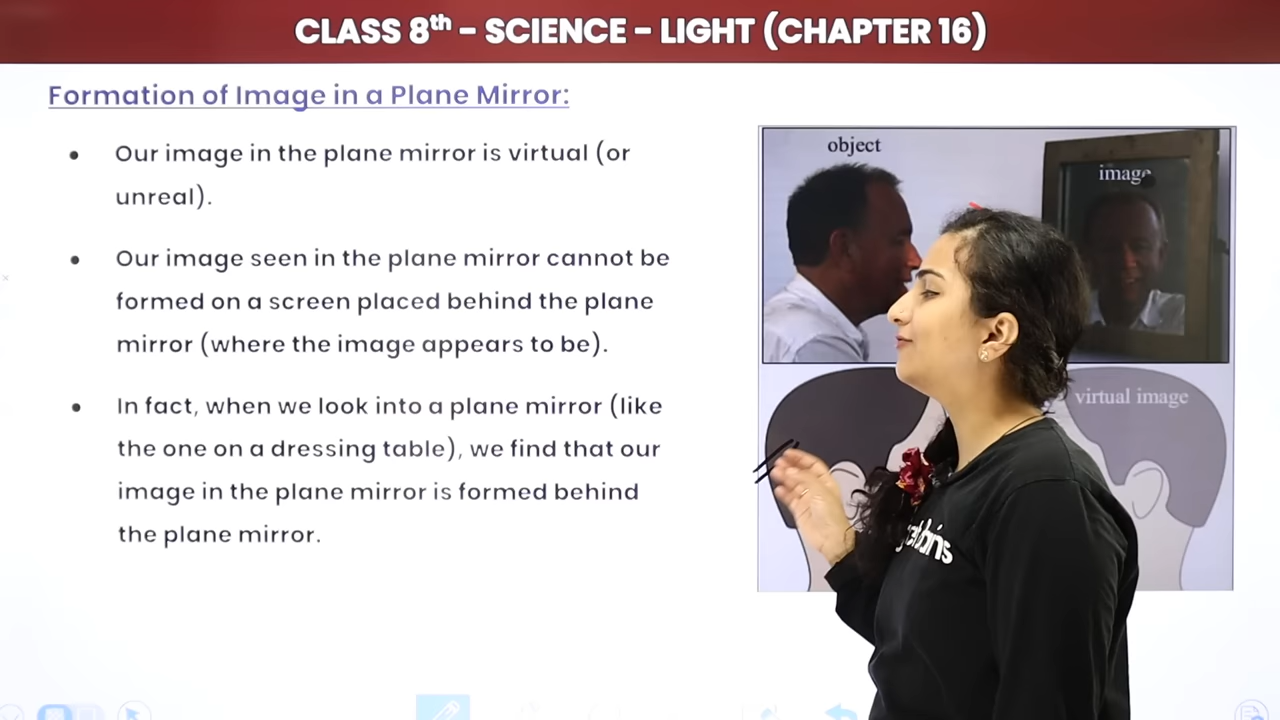 CLASS 8th - SCIENCE - LIGHT (CHAPTER 16)
Formation of Image in a Plane Mirror:
• Our image in the plane mirror is virtual (or
unreal).
• Our image seen in the plane mirror cannot be
formed on a screen placed behind the plane
mirror (where the image appears to be).
• In fact, when we look into a plane mirror (like
the one on a dressing table), we find that our
image in the plane mirror is formed behind
the plane mirror.
object
image
virtual image